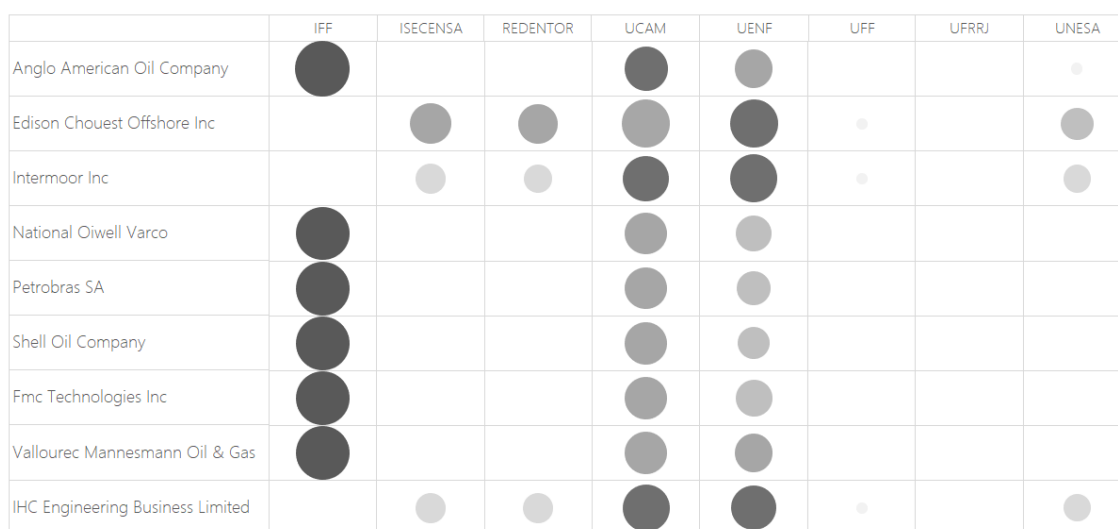 IFF ISECENSA REDENTOR UCAM UENF UFF UFRRJ UNESA
Anglo American Oil Company
Edison Chouest Offshore Inc
Intermoor Inc
National Oiwell Varco
Petrobras SA
Shell Oil Company
Fmc Technologies Inc
Vallourec Mannesmann Oil & Gas
IHC Engineering Business Limited